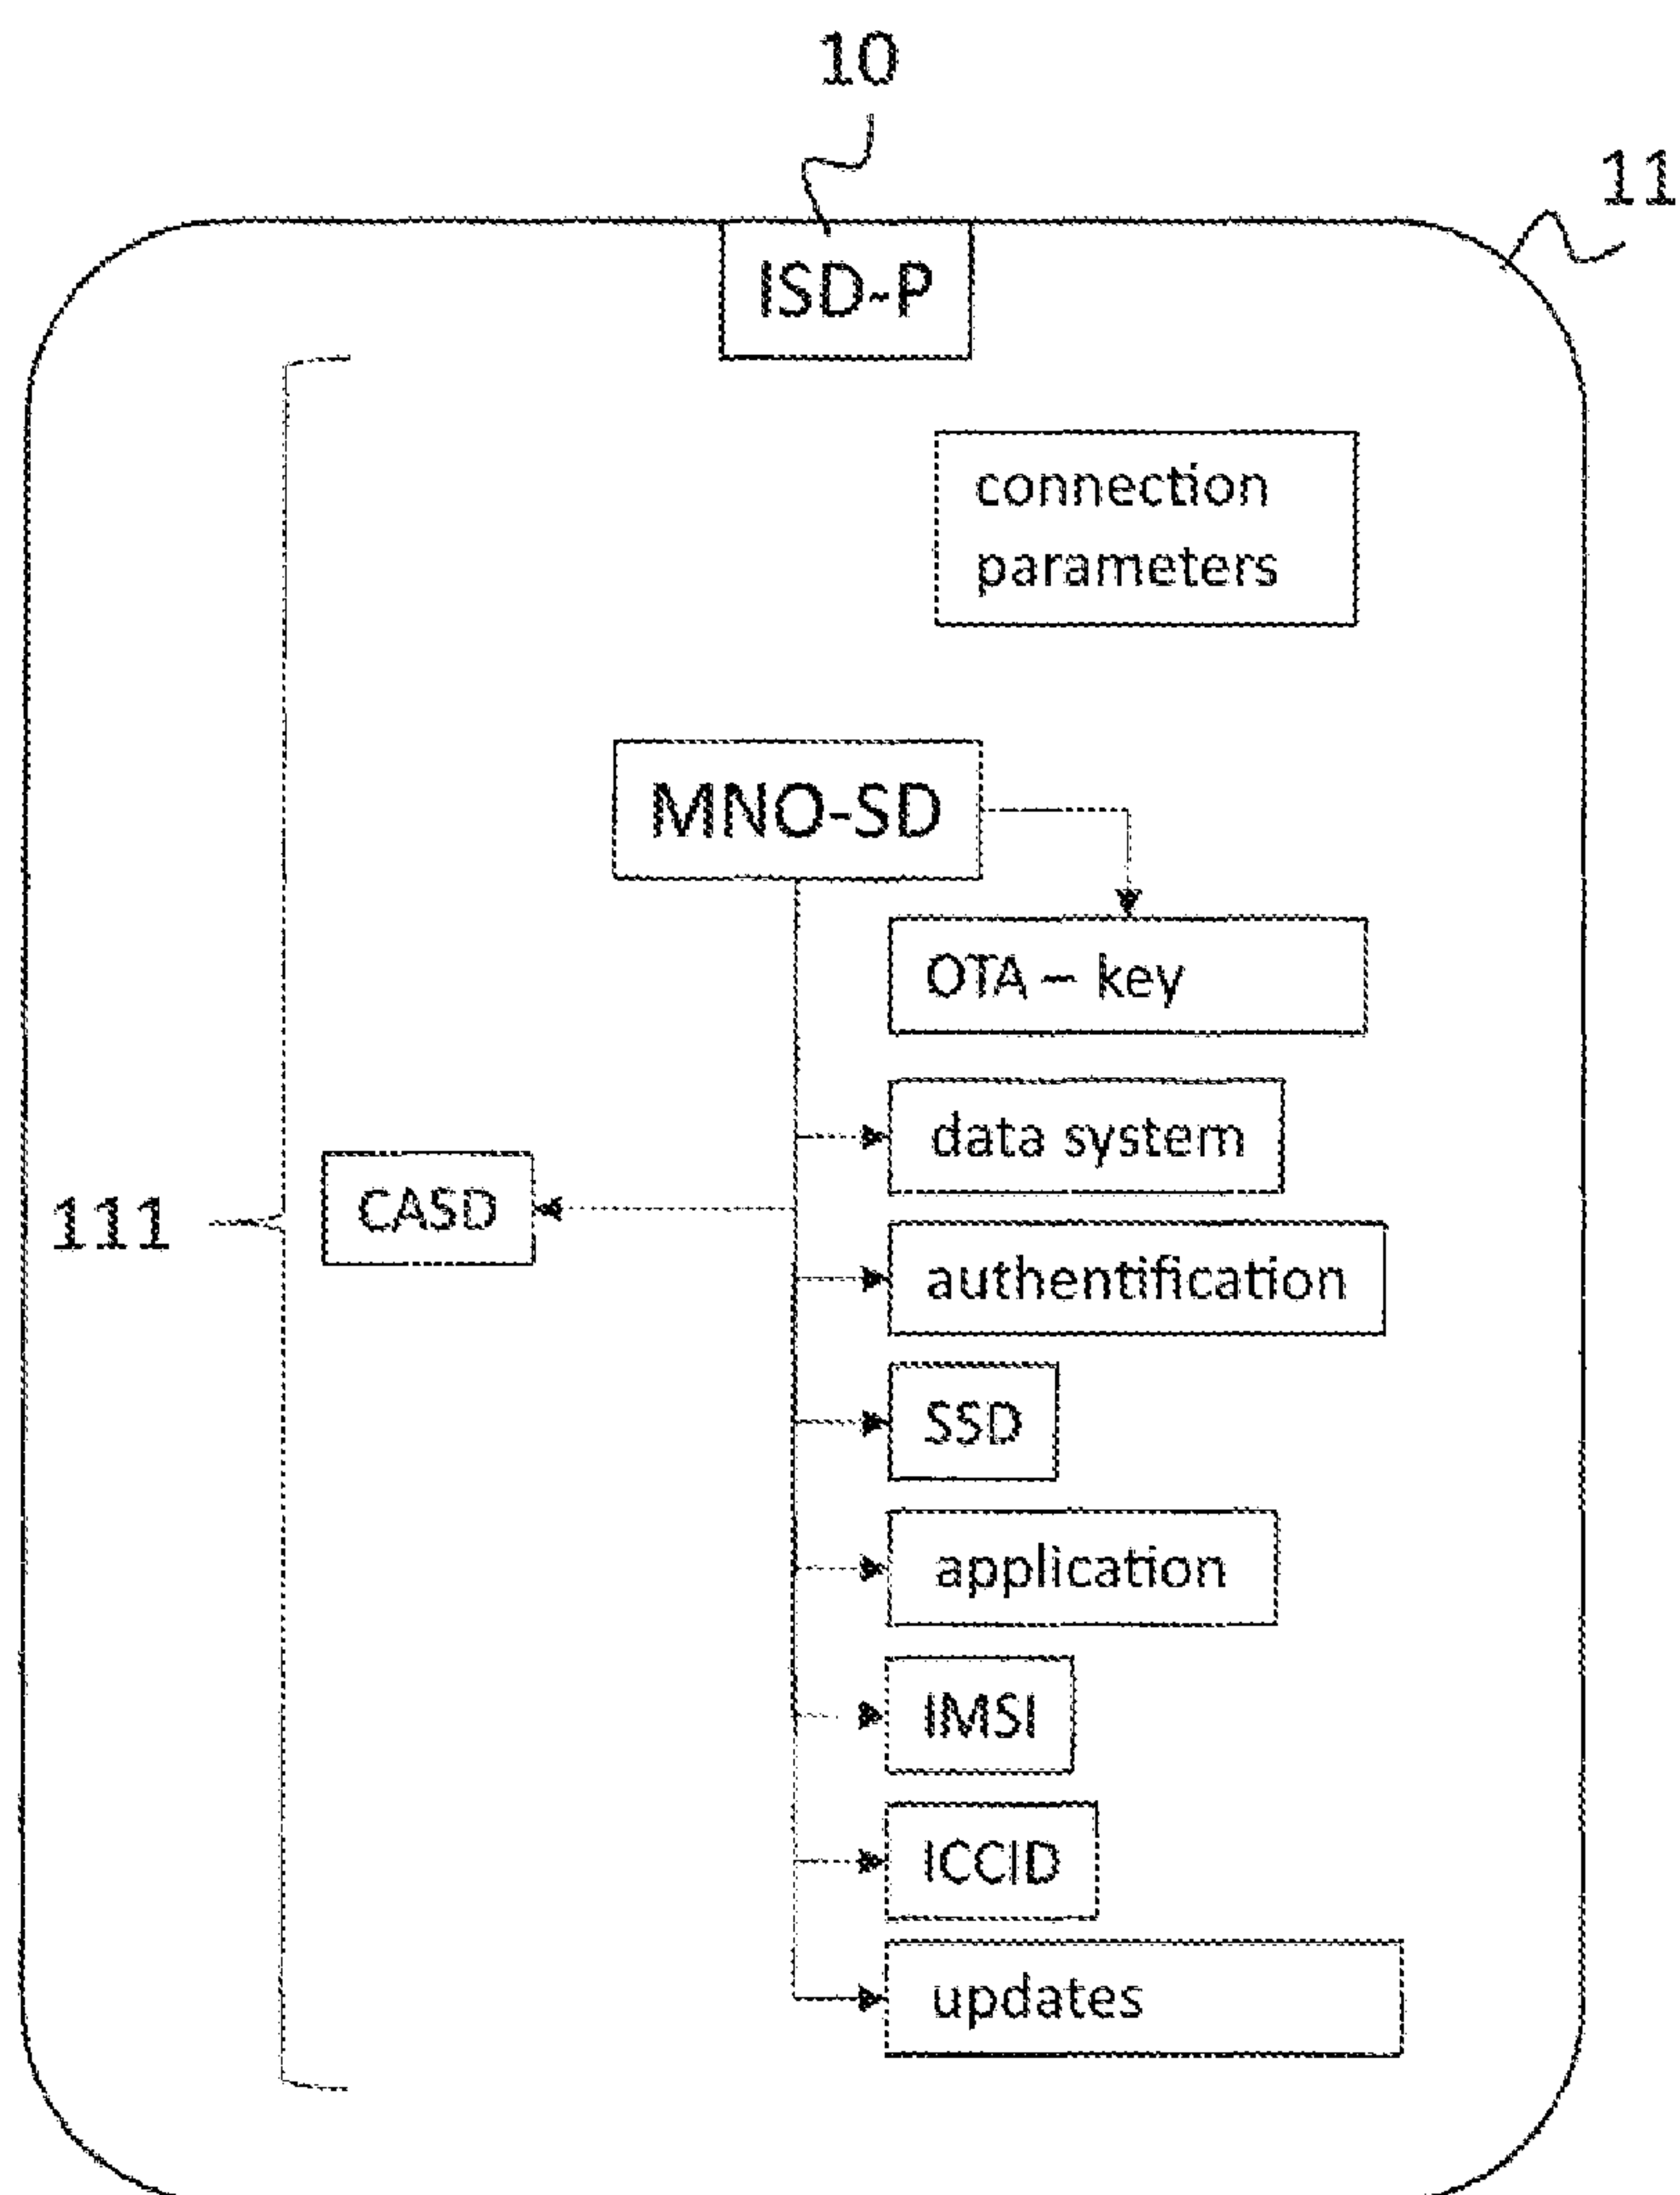 10
11
ISD-P
connection
parameters
MNO-SD
OTA – key
data system
CASD
111
authentification
SSD
application
IMSI
ICCID
updates